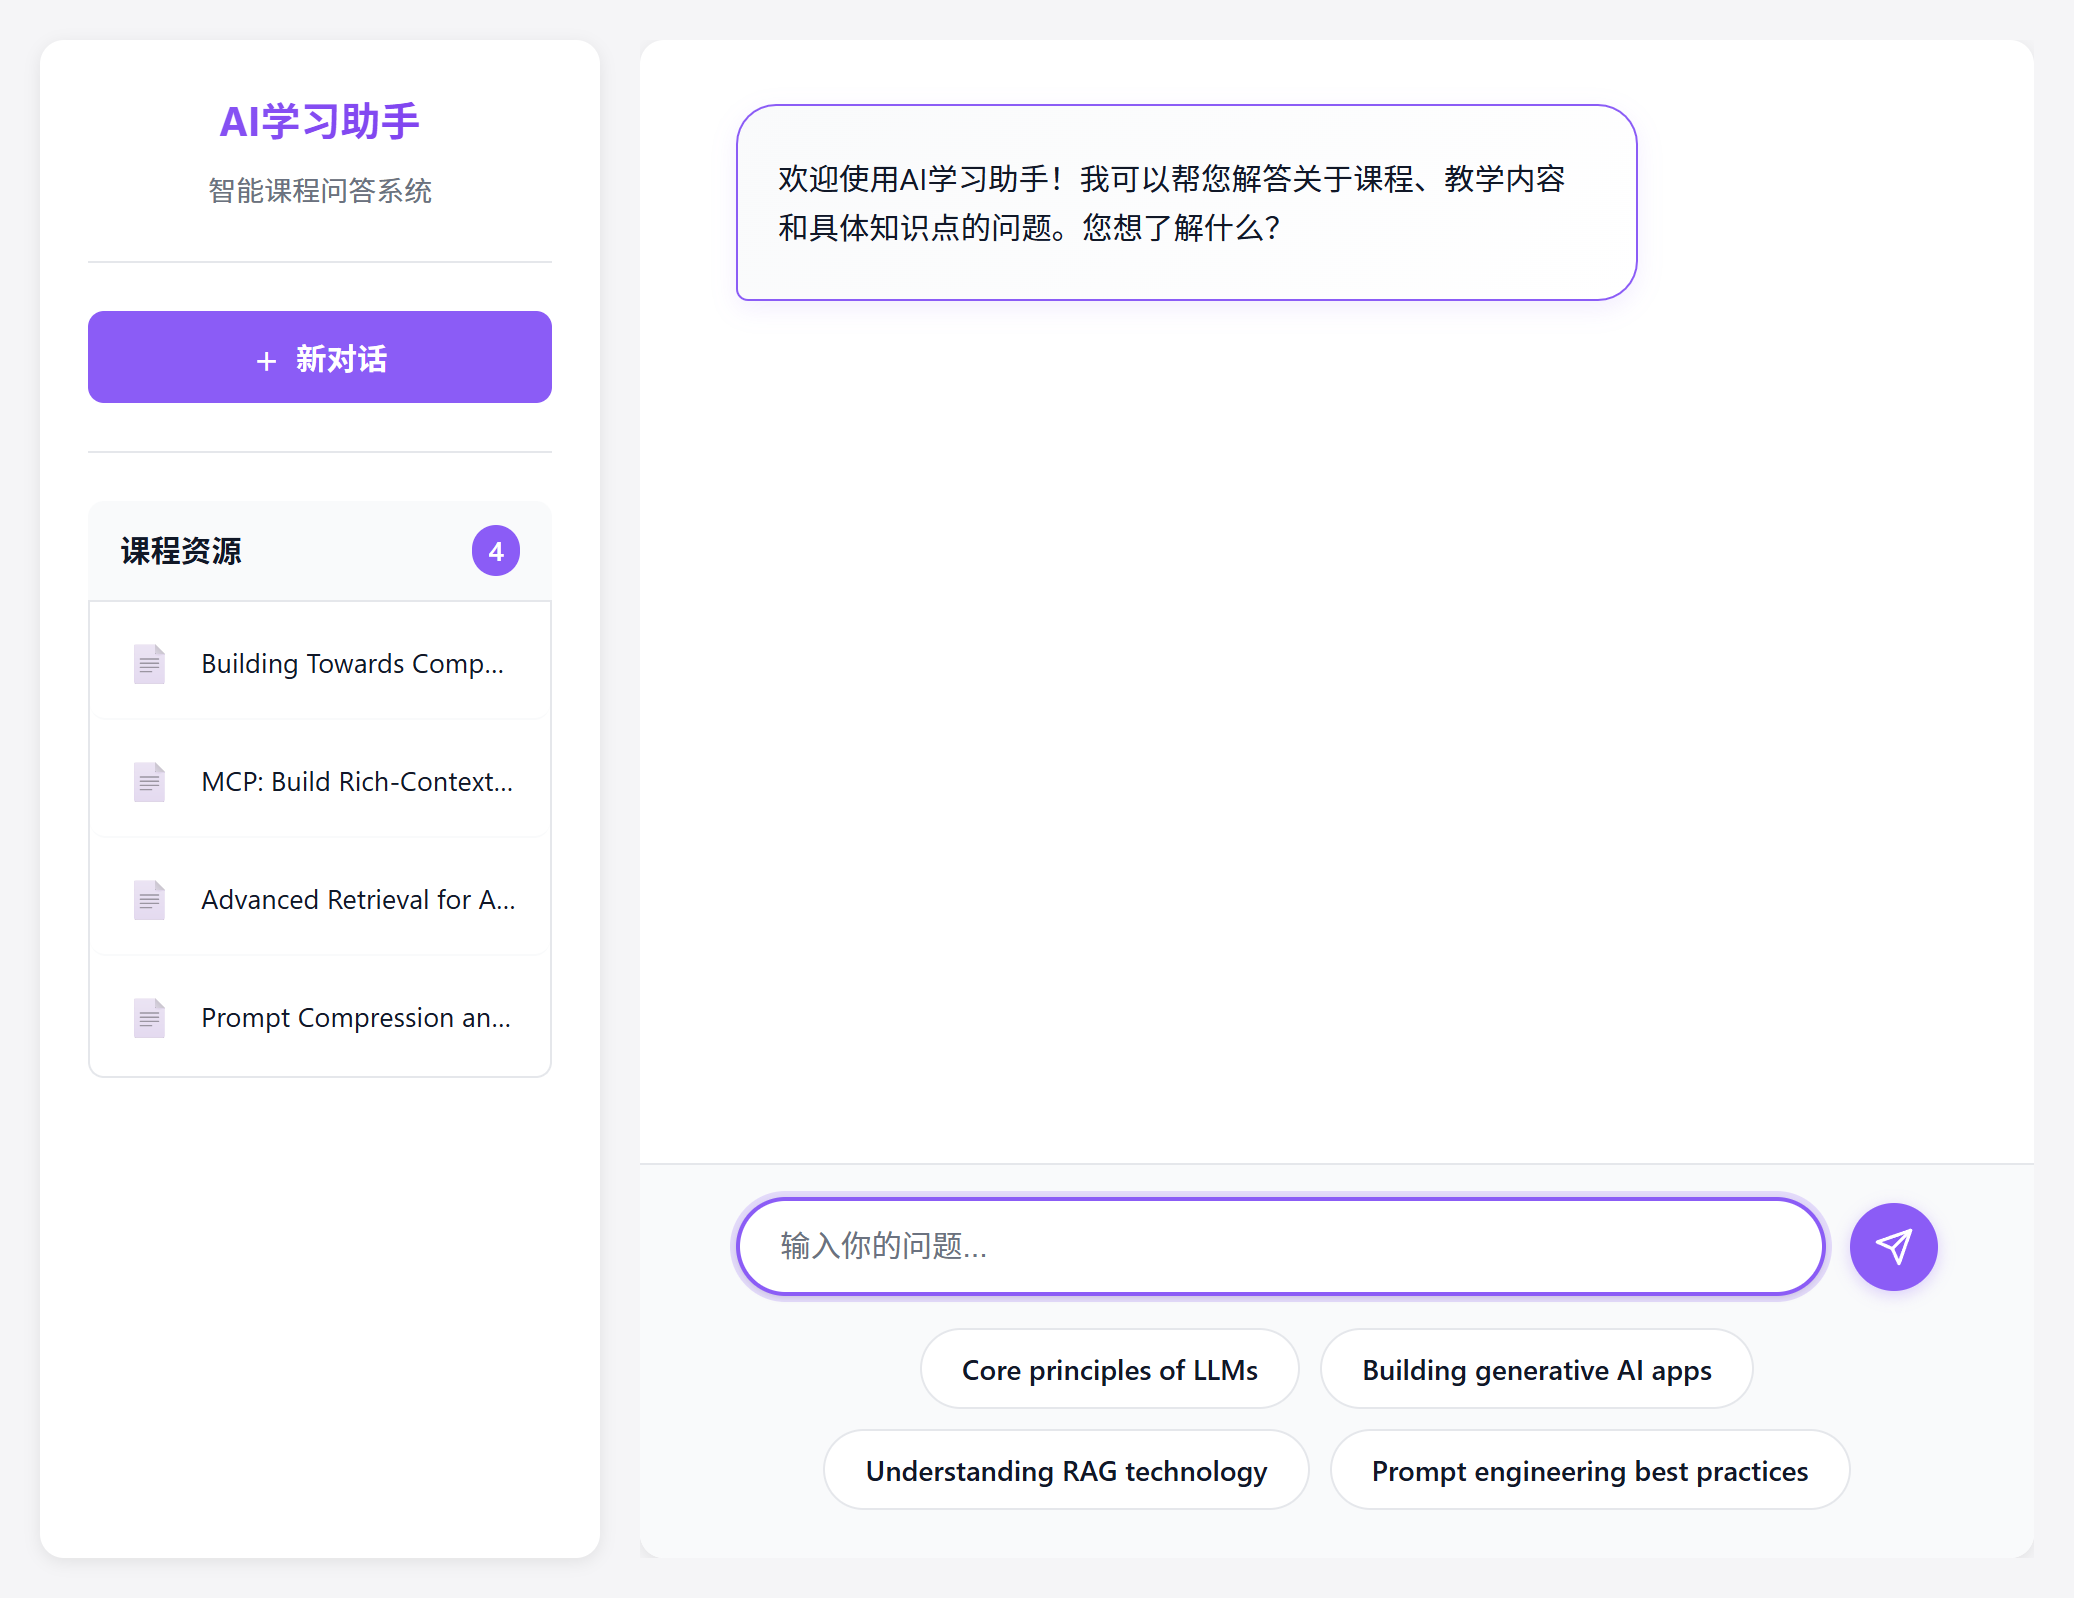 AI学习助手
智能课程问答系统
+ 新对话
课程资源
4
Building Towards Comp...
MCP: Build Rich-Context...
Advanced Retrieval for A...
Prompt Compression an...
欢迎使用AI学习助手！我可以帮您解答关于课程、教学内容
和具体知识点的问题。您想了解什么？
输入你的问题...
Core principles of LLMs
Building generative AI apps
Understanding RAG technology
Prompt engineering best practices